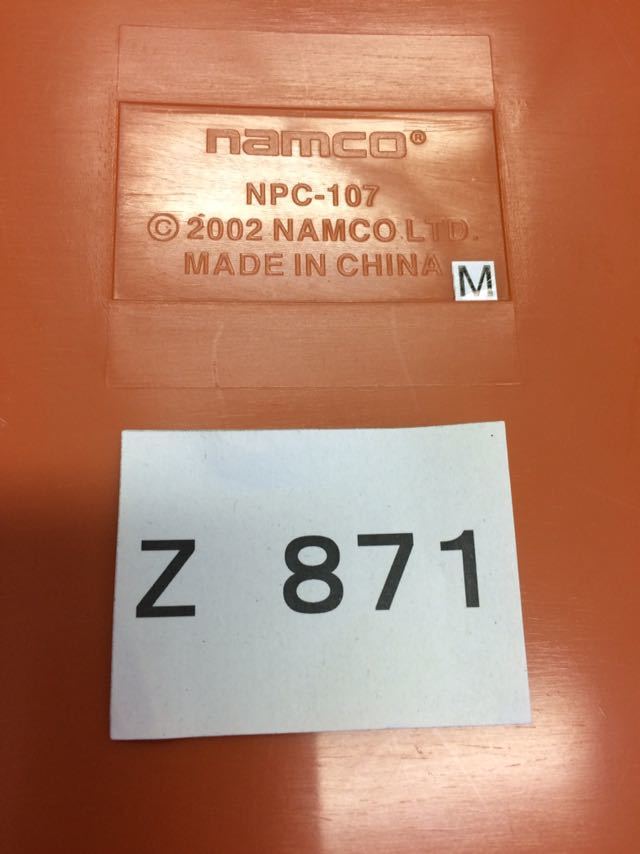 namco®
NPC-107
© 2002 NAMCO LTD.
MADE IN CHINA
M
Z 871